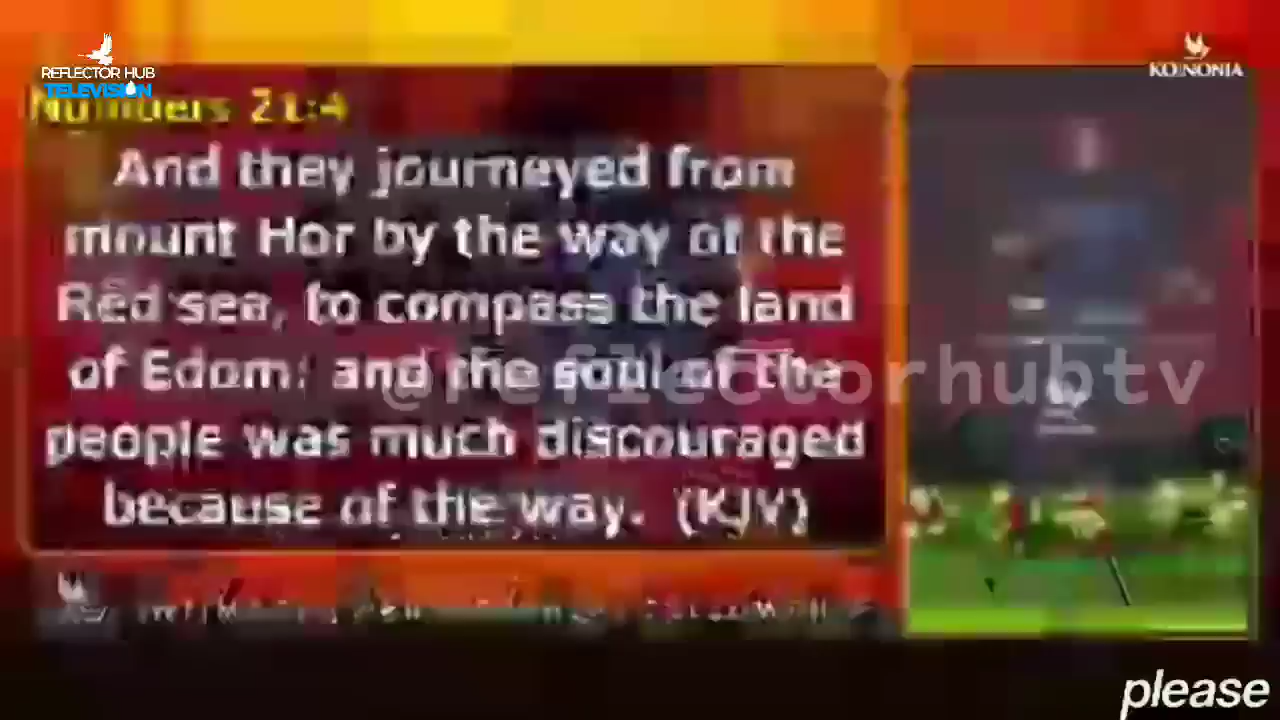 REFLECTOR HUB
TELEVISION
KOINONIA
Numbers 21:4
And they journeyed from
mount Hor by the way of the
Red sea, to compass the land
of Edom: and the soul of the
people was much discouraged
because of the way. (KJV)
@reflectorhubtv
please